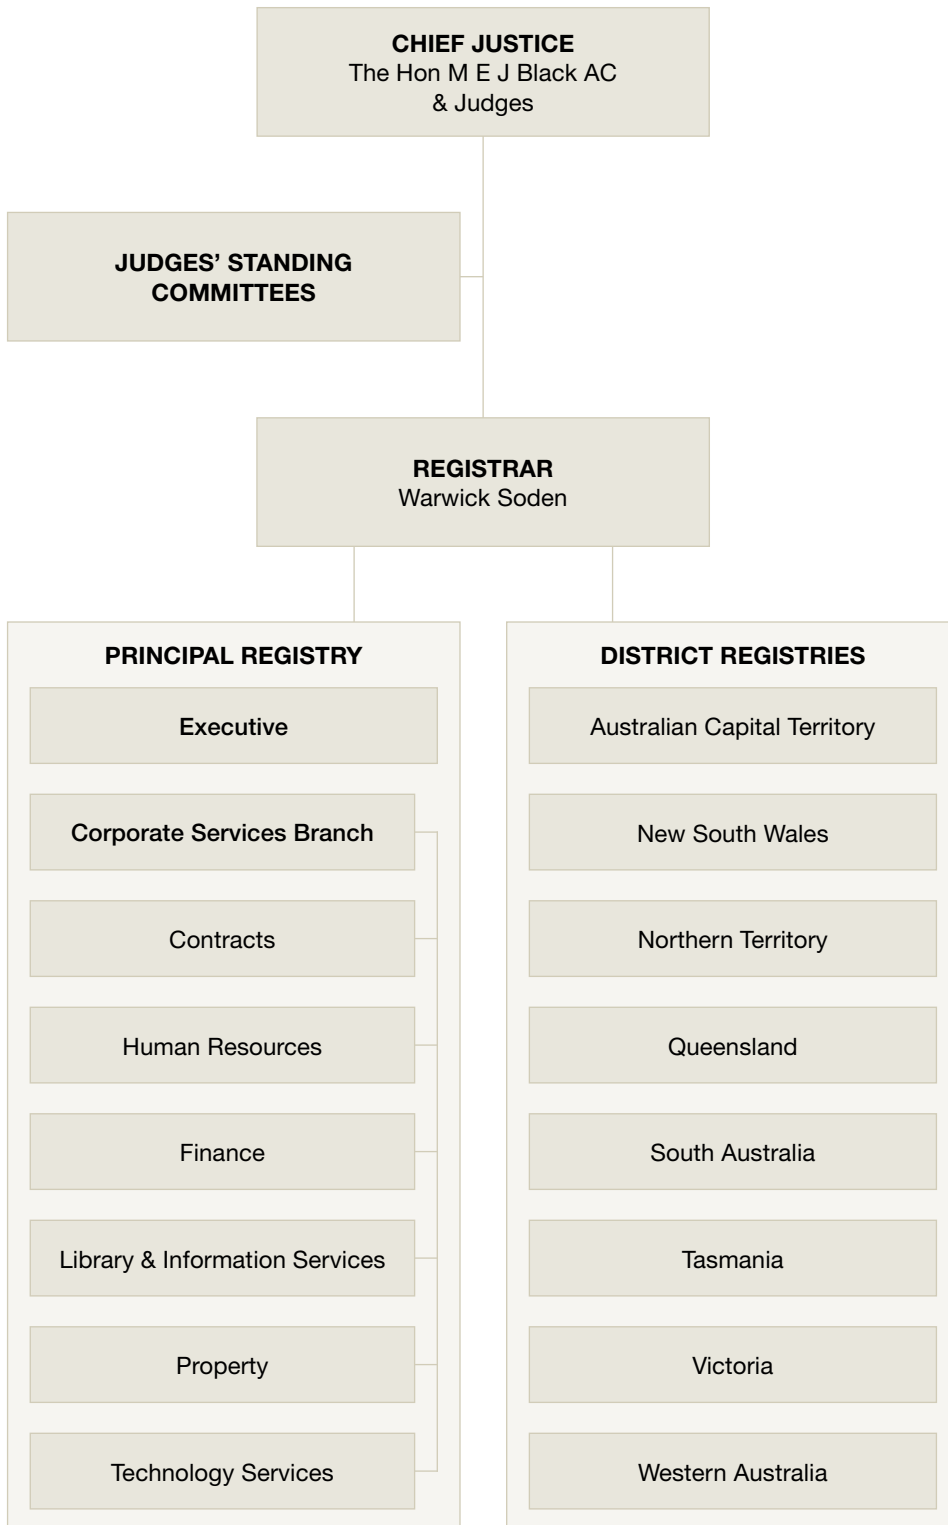 CHIEF JUSTICE
The Hon M E J Black AC
& Judges
JUDGES’ STANDING
COMMITTEES
REGISTRAR
Warwick Soden
PRINCIPAL REGISTRY
Executive
Corporate Services Branch
Contracts
Human Resources
Finance
Library & Information Services
Property
Technology Services
DISTRICT REGISTRIES
Australian Capital Territory
New South Wales
Northern Territory
Queensland
South Australia
Tasmania
Victoria
Western Australia